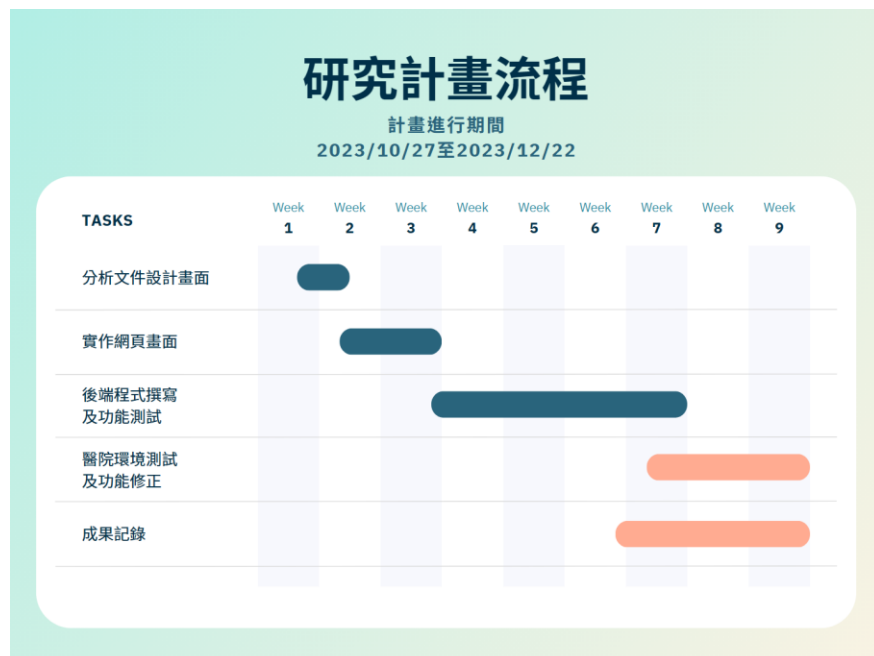 研究計畫流程
計畫進行期間
2023/10/27至2023/12/22
TASKS
Week Week Week Week Week Week Week Week Week
1 2 3 4 5 6 7 8 9
分析文件設計畫面
實作網頁畫面
後端程式撰寫
及功能測試
醫院環境測試
及功能修正
成果記錄